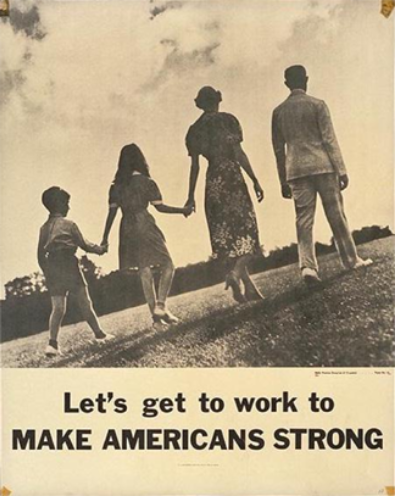 Let's get to work to
MAKE AMERICANS STRONG